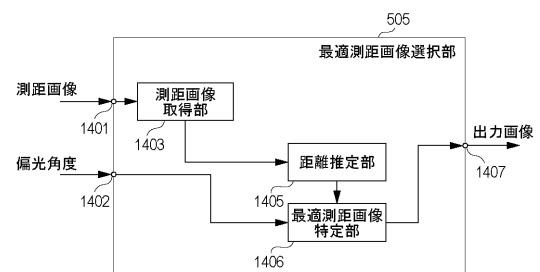 505
最適測距画像選択部
測距画像
1401
測距画像
取得部
1403
出力画像
1407
偏光角度
1402
距離推定部
1405
最適測距画像
特定部
1406